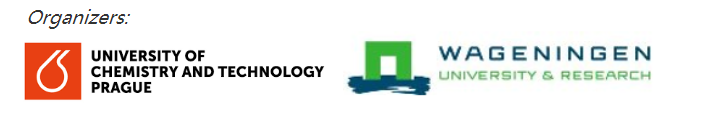 Organizers:
UNIVERSITY OF
CHEMISTRY AND TECHNOLOGY
PRAGUE
WAGENINGEN
UNIVERSITY & RESEARCH